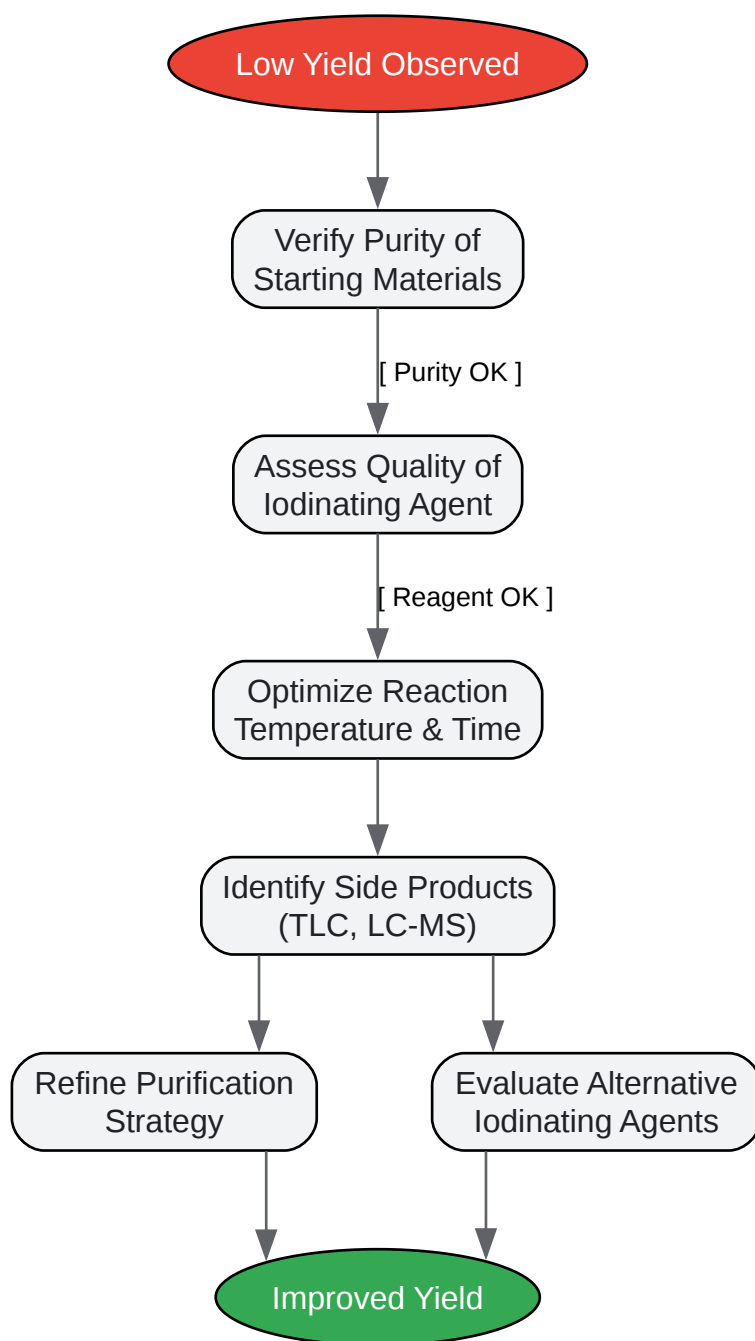 Low Yield Observed
Verify Purity of
Starting Materials
[ Purity OK ]
Assess Quality of
Iodinating Agent
[ Reagent OK ]
Optimize Reaction
Temperature & Time
Identify Side Products
(TLC, LC-MS)
Refine Purification
Strategy
Evaluate Alternative
Iodinating Agents
Improved Yield